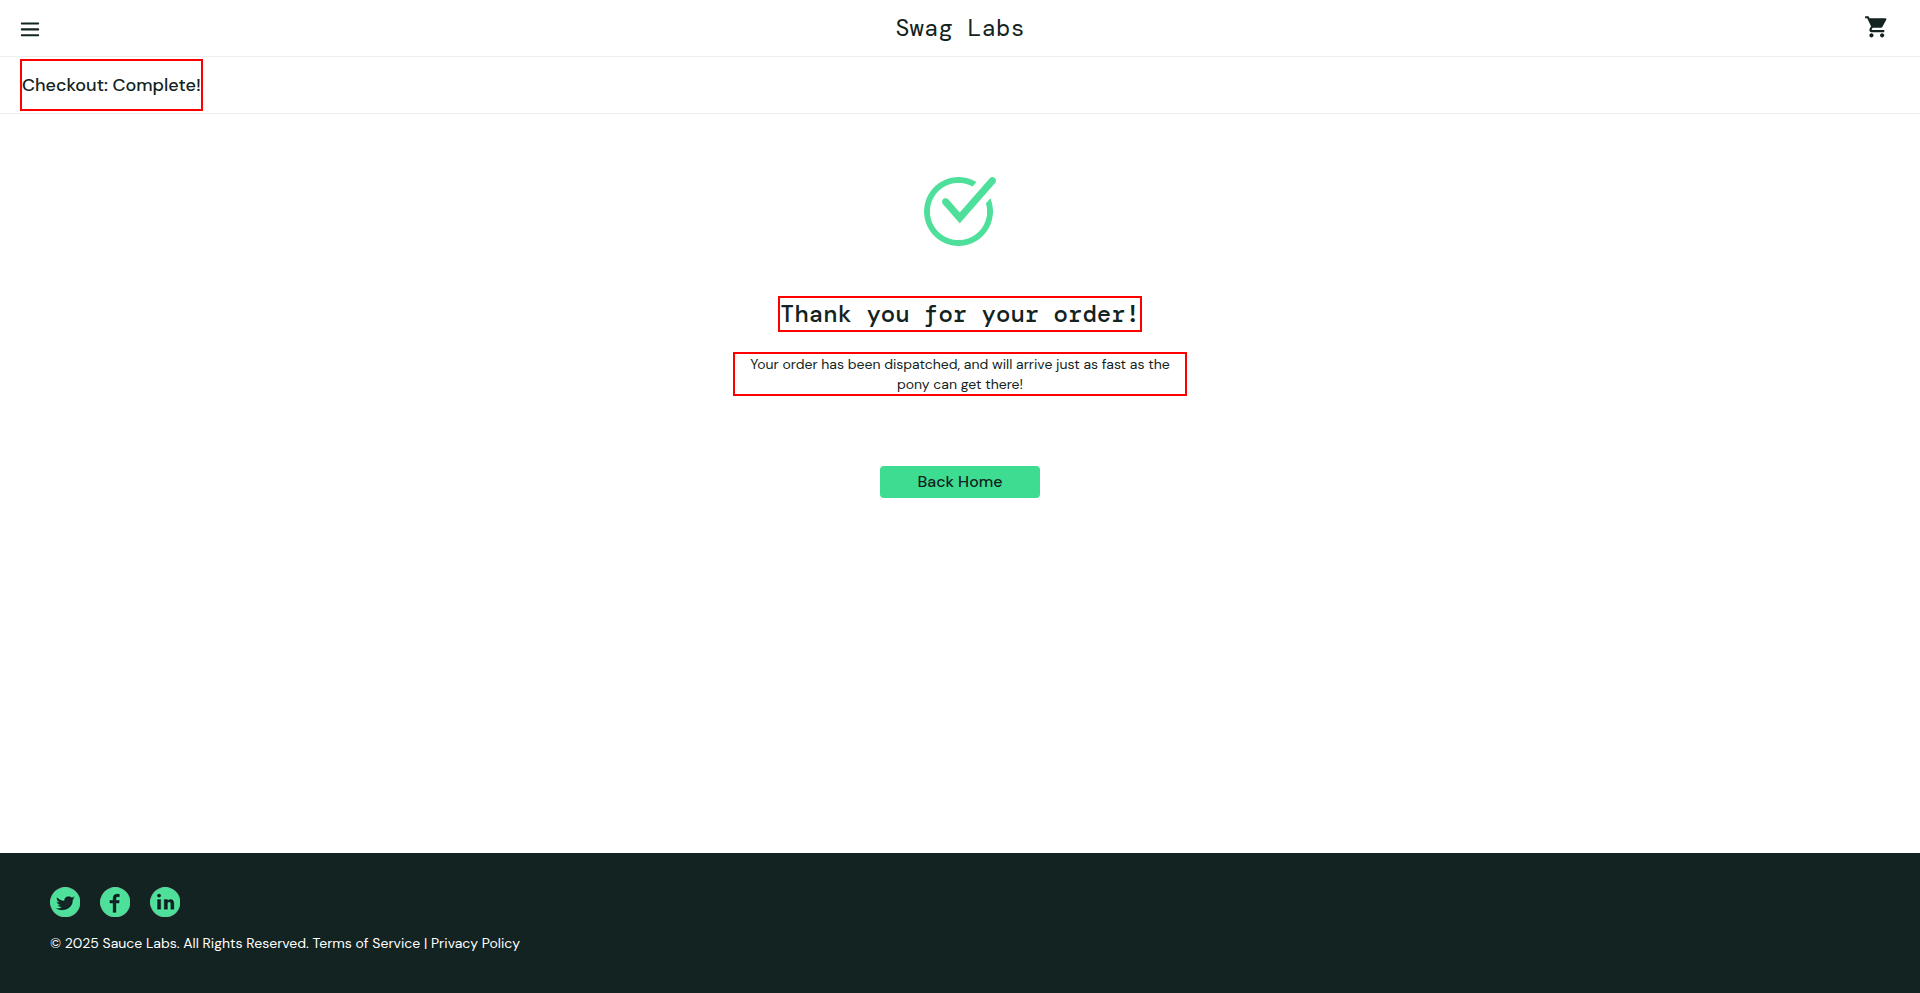 Swag Labs
Checkout: Complete!
Thank you for your order!
Your order has been dispatched, and will arrive just as fast as the
pony can get there!
Back Home
© 2025 Sauce Labs. All Rights Reserved. Terms of Service | Privacy Policy